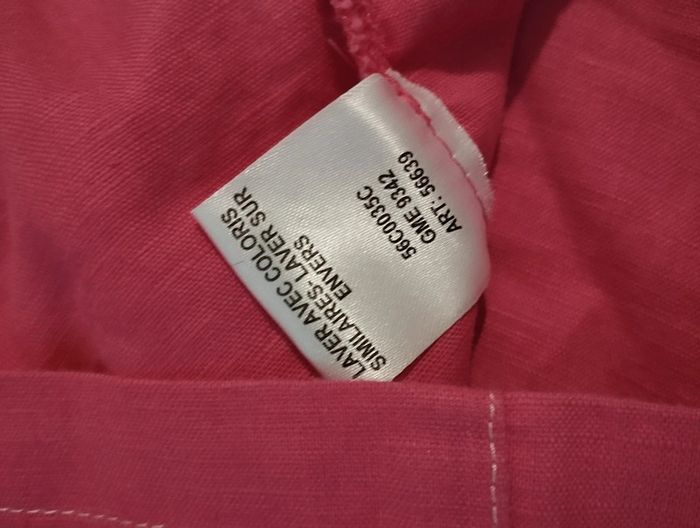 56C0035C
GME 9342
ART: 56639
LAVER AVEC COLORIS
SIMILAIRES- LAVER SUR
ENVERS